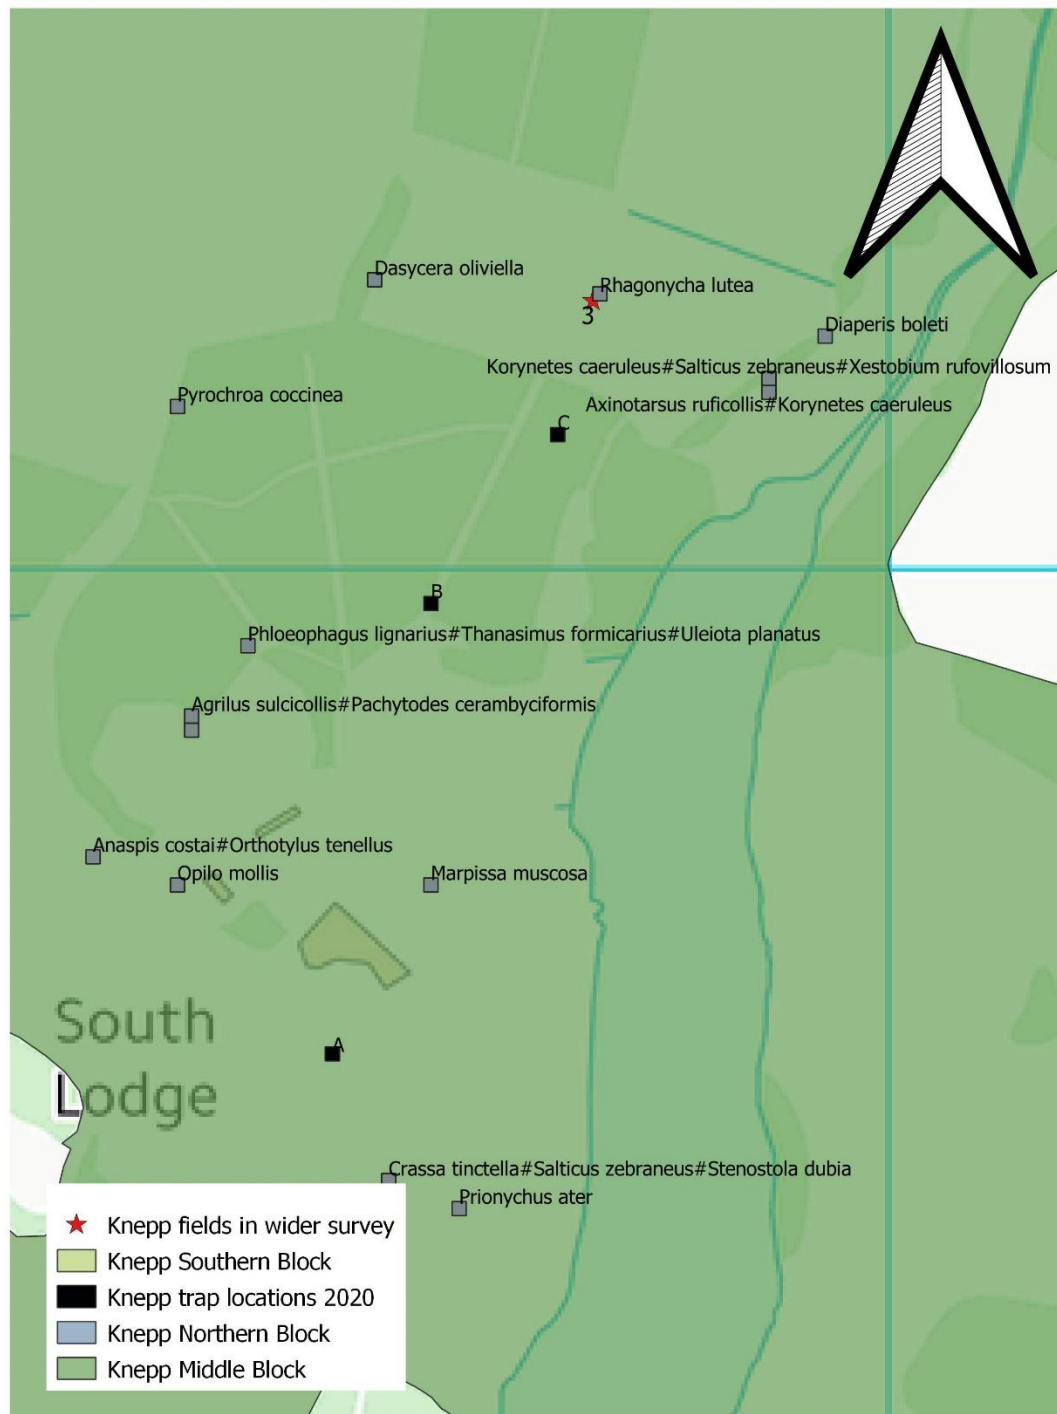 Dasycera oliviella
Rhagonycha lutea
3
Diaperis boleti
Korynetes caeruleus#Salticus zebraneus#Xestobium rufovillosum
Pyrochroa coccinea
Axinotarsus ruficollis#Korynetes caeruleus
C
B
Phloeophagus lignarius#Thanasimus formicarius#Uleiota planatus
Agrilus sulcicollis#Pachytodes cerambyciformis
Anaspis costai#Orthotylus tenellus
Opilo mollis
Marpissa muscosa
South
Lodge
A
Crassa tinctella#Salticus zebraneus#Stenostola dubia
Prionychus ater
Knepp fields in wider survey
Knepp Southern Block
Knepp trap locations 2020
Knepp Northern Block
Knepp Middle Block